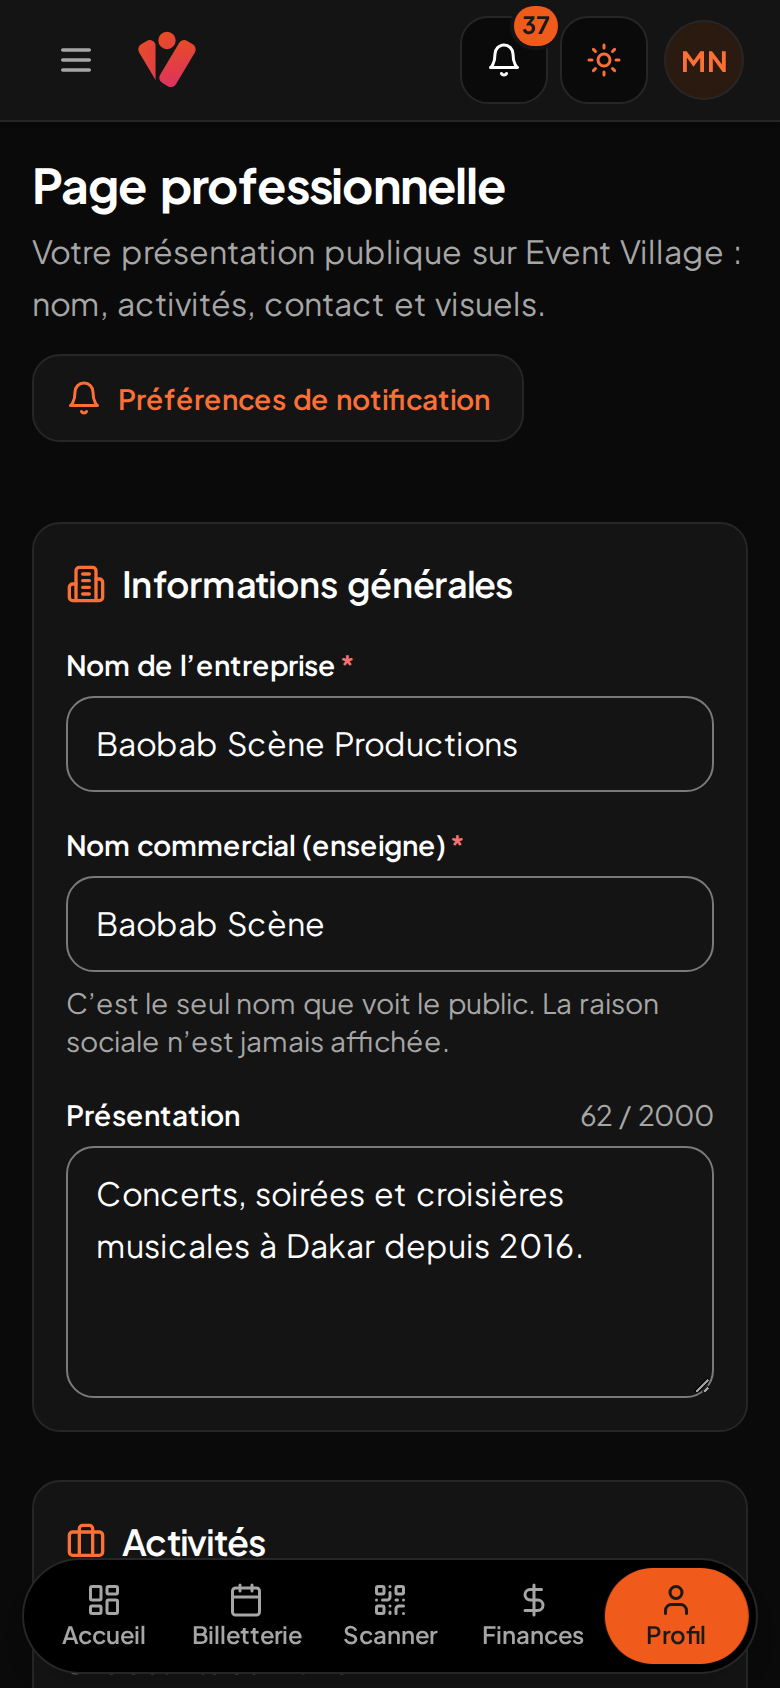 37
MN
Page professionnelle
Votre présentation publique sur Event Village :
nom, activités, contact et visuels.
Préférences de notification
Informations générales
Nom de l’entreprise *
Baobab Scène Productions
Nom commercial (enseigne) *
Baobab Scène
C’est le seul nom que voit le public. La raison
sociale n’est jamais affichée.
Présentation 62 / 2000
Concerts, soirées et croisières
musicales à Dakar depuis 2016.
Activités
Accueil Billetterie Scanner Finances Profil